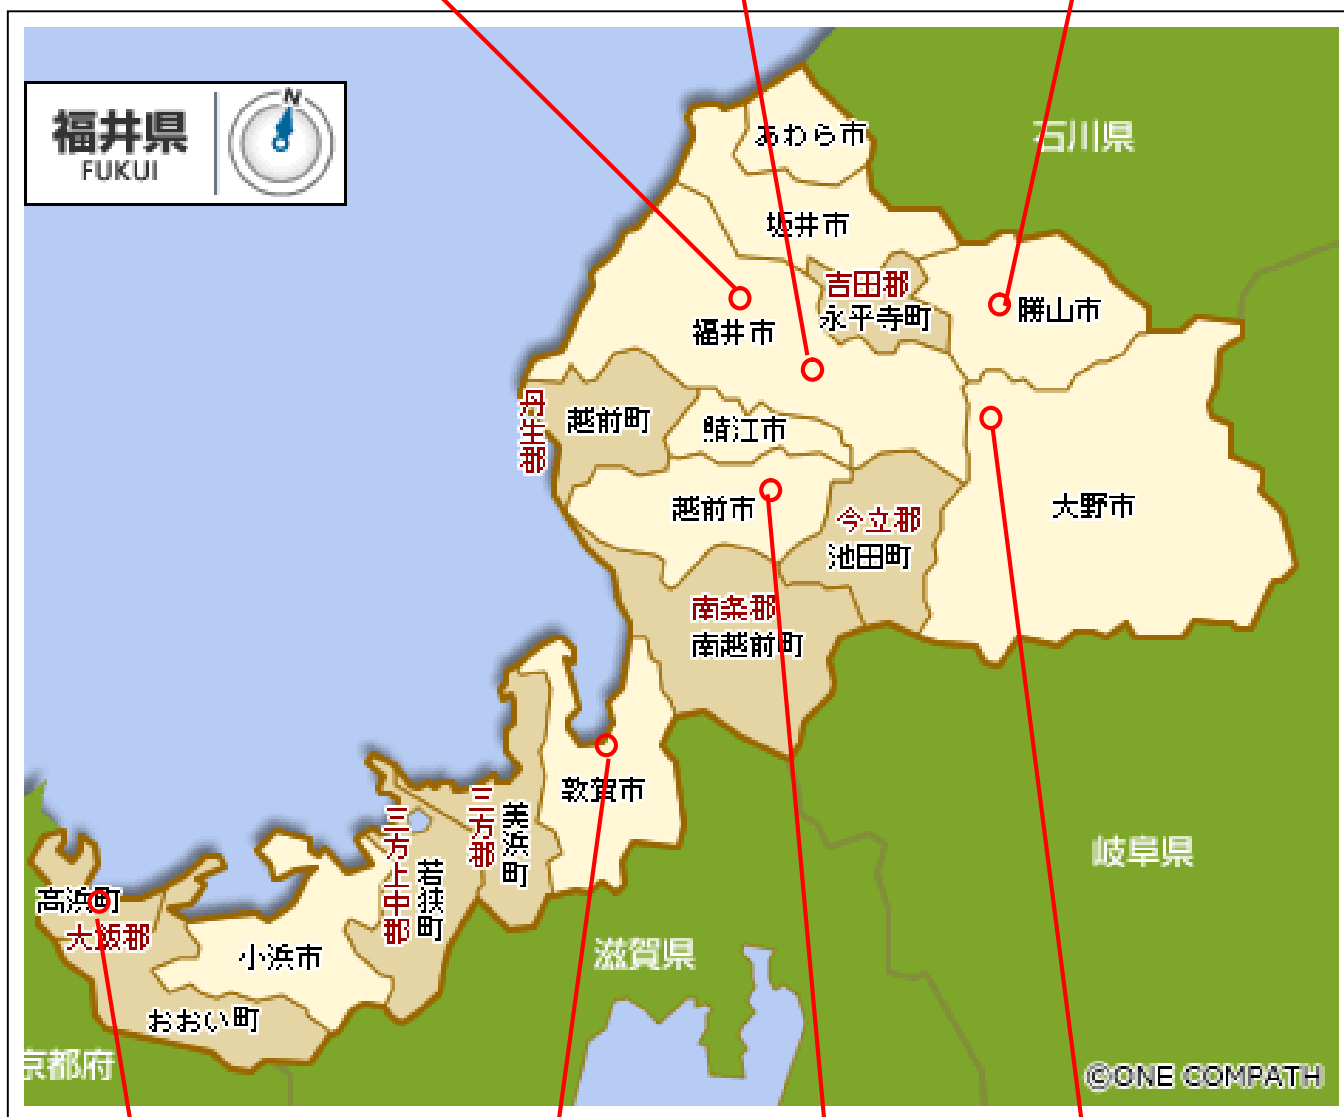 福井県
FUKUI
N
あわら市
石川県
坂井市
吉田郡
永平寺町
勝山市
福井市
丹生郡
越前町
鯖江市
越前市
今立郡
池田町
大野市
南条郡
南越前町
敦賀市
三方郡
美浜町
三方上中郡
若狭町
高浜町
大飯郡
小浜市
おおい町
岐阜県
滋賀県
京都府
©ONE COMPATH